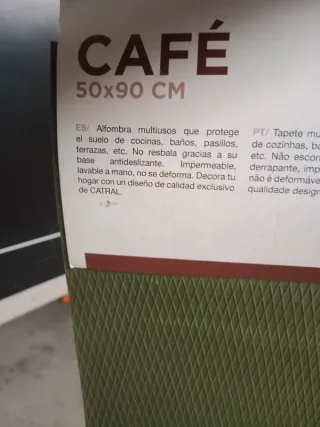 CAFÉ
50x90 CM
ES/ Alfombra multiusos que protege
el suelo de cocinas, baños, pasillos,
terrazas, etc. No resbala gracias a su
base antideslizante. Impermeable,
lavable a mano, no se deforma. Decora tu
hogar con un diseño de calidad exclusivo
de CATRAL.
PT/ Tapete mu
de cozinhas, ba
etc. Não escor
derrapante, imp
não é deformáve
qualidade design